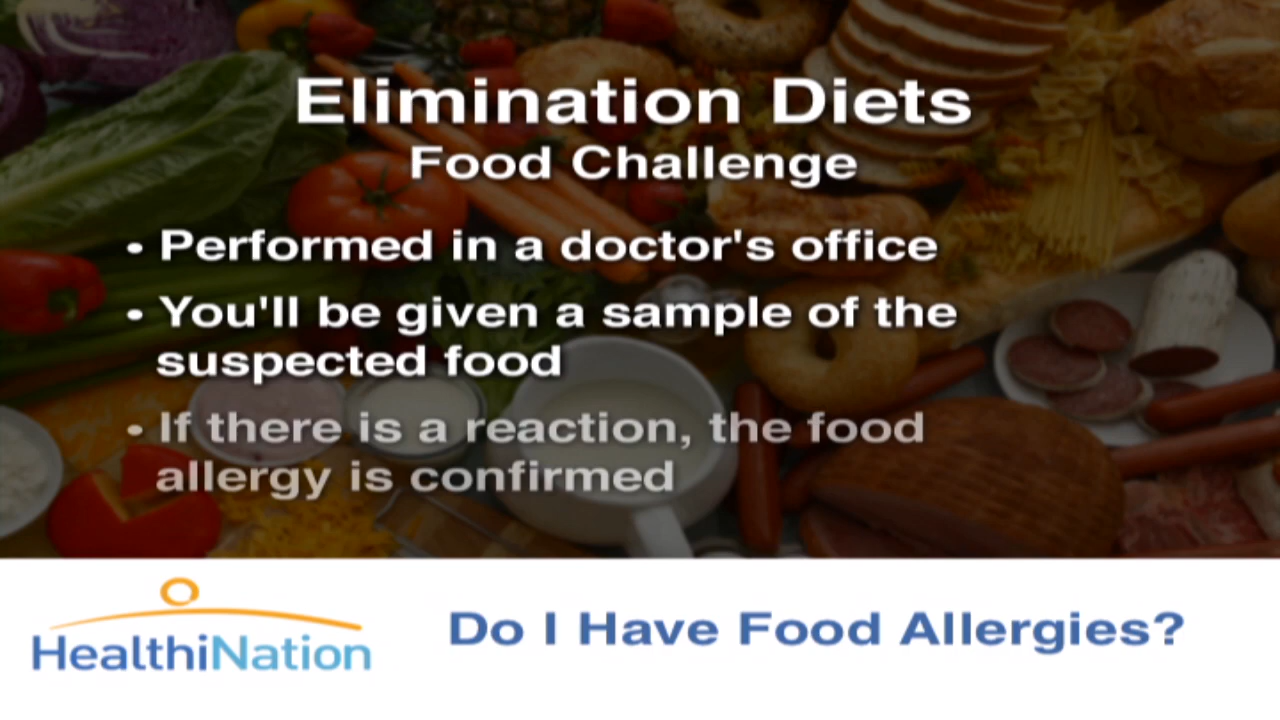 Elimination Diets
Food Challenge
• Performed in a doctor's office
• You'll be given a sample of the
suspected food
• If there is a reaction, the food
allergy is confirmed
HealthiNation
Do I Have Food Allergies?